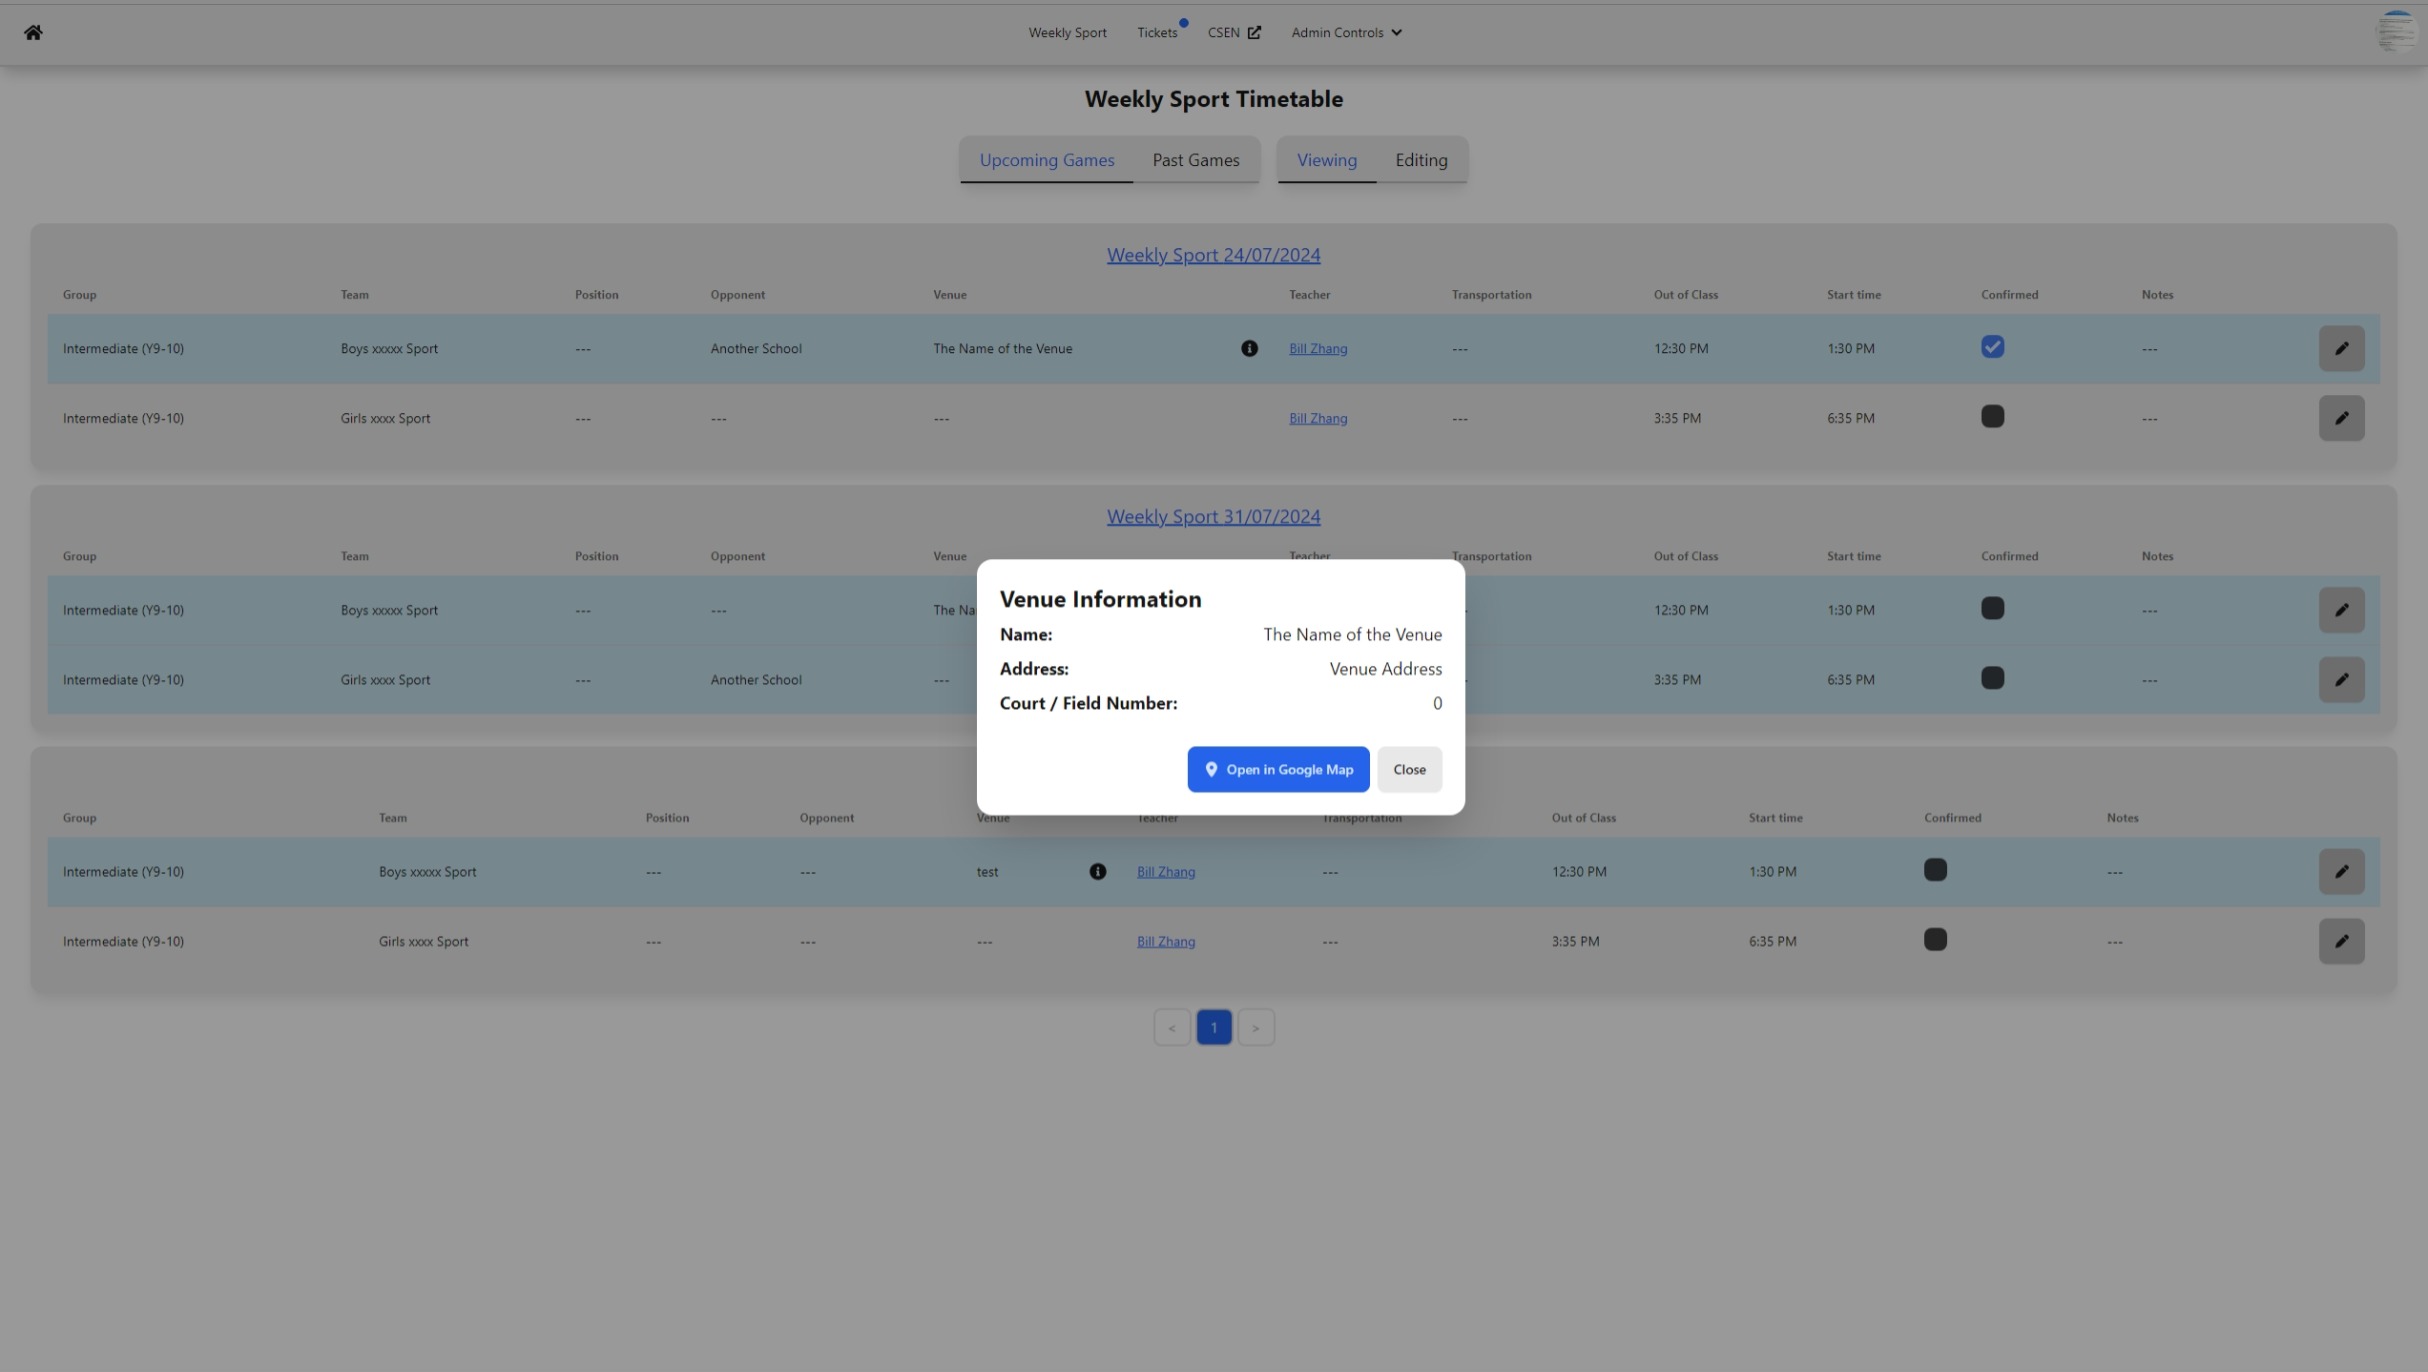 Weekly Sport Tickets CSEN Admin Controls
Weekly Sport Timetable
Upcoming Games Past Games Viewing Editing
Weekly Sport 24/07/2024
Group Team Position Opponent Venue Teacher Transportation Out of Class Start time Confirmed Notes
Intermediate (Y9-10) Boys xxxxx Sport --- Another School The Name of the Venue Bill Zhang --- 12:30 PM 1:30 PM ---
Intermediate (Y9-10) Girls xxxx Sport --- --- --- Bill Zhang --- 3:35 PM 6:35 PM ---
Weekly Sport 31/07/2024
Group Team Position Opponent Venue Teacher Transportation Out of Class Start time Confirmed Notes
Intermediate (Y9-10) Boys xxxxx Sport --- --- The Na 12:30 PM 1:30 PM ---
Intermediate (Y9-10) Girls xxxx Sport --- Another School --- 3:35 PM 6:35 PM ---
Venue Information
Name: The Name of the Venue
Address: Venue Address
Court / Field Number: 0
Open in Google Map Close
Group Team Position Opponent Venue Teacher Transportation Out of Class Start time Confirmed Notes
Intermediate (Y9-10) Boys xxxxx Sport --- --- test Bill Zhang --- 12:30 PM 1:30 PM ---
Intermediate (Y9-10) Girls xxxx Sport --- --- --- Bill Zhang --- 3:35 PM 6:35 PM ---
< 1 >